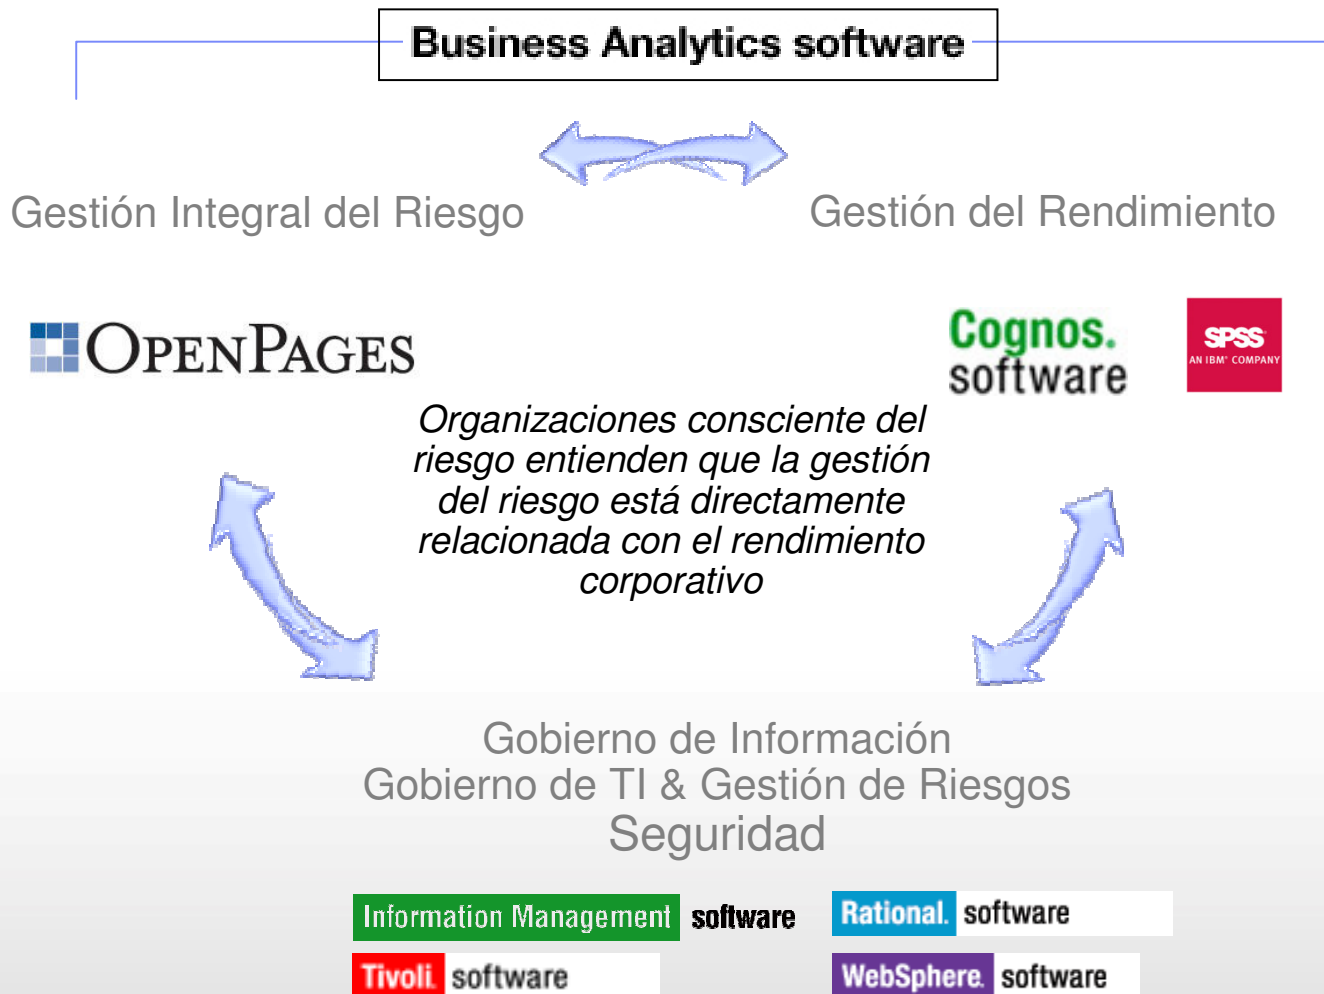 Business Analytics software
Gestión Integral del Riesgo
Gestión del Rendimiento
OPENPAGES
Cognos.
software
SPSS
AN IBM® COMPANY
Organizaciones consciente del
riesgo entienden que la gestión
del riesgo está directamente
relacionada con el rendimiento
corporativo
Gobierno de Información
Gobierno de TI & Gestión de Riesgos
Seguridad
Information Management software
Rational. software
Tivoli. software
WebSphere. software